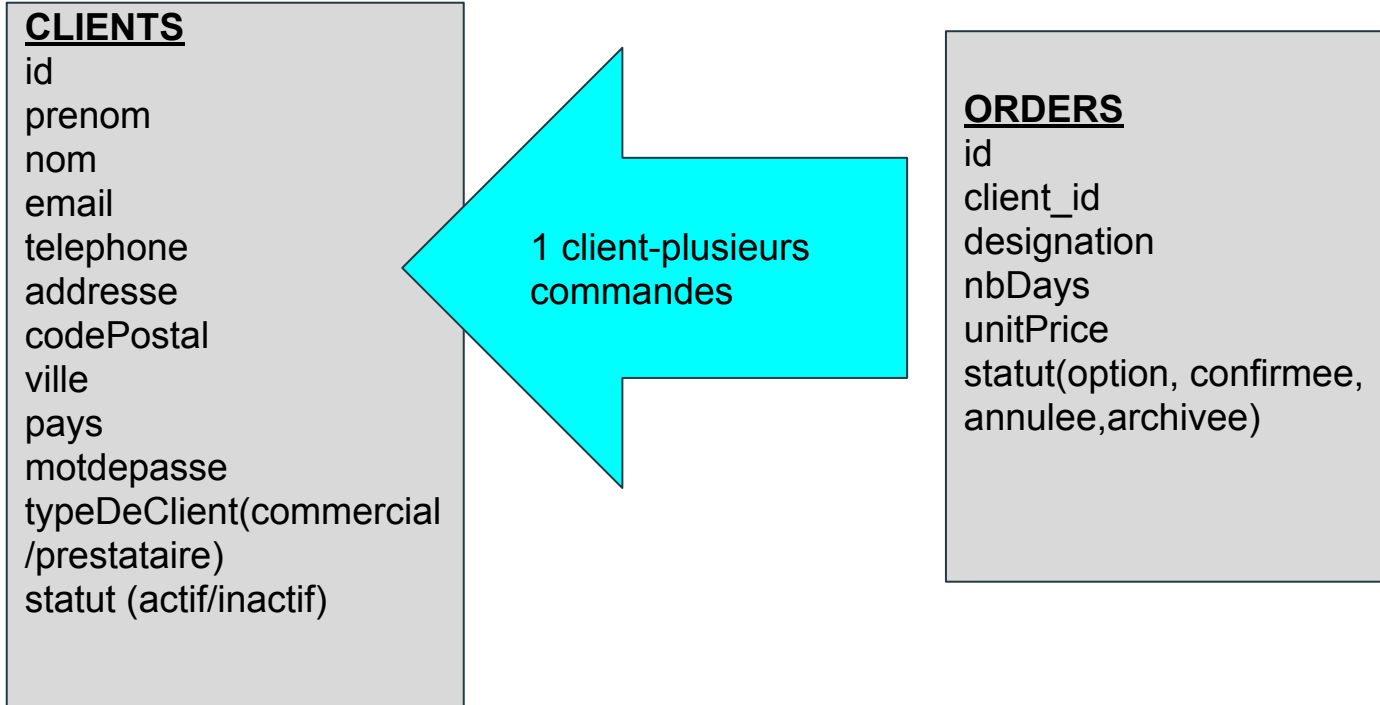 CLIENTS
id
prenom
nom
email
telephone
addresse
codePostal
ville
pays
motdepasse
typeDeClient(commercial
/prestataire)
statut (actif/inactif)
1 client-plusieurs
commandes
ORDERS
id
client_id
designation
nbDays
unitPrice
statut(option, confirmee,
annulee,archivee)